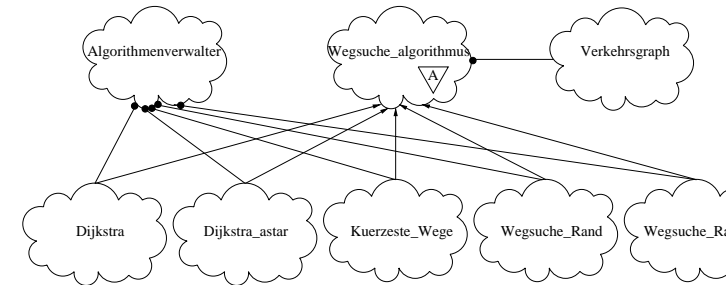 Algorithmenverwalter
Wegsuche_algorithmus
Verkehrsgraph
A
Dijkstra
Dijkstra_astar
Kuerzeste_Wege
Wegsuche_Rand